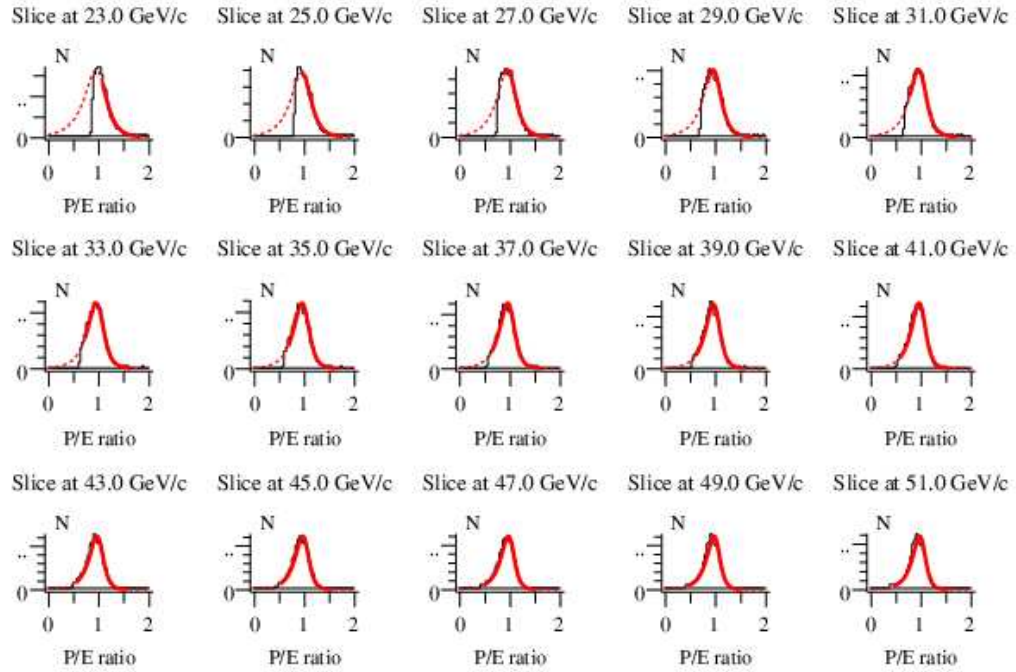 Slice at 23.0 GeV/c Slice at 25.0 GeV/c Slice at 27.0 GeV/c Slice at 29.0 GeV/c Slice at 31.0 GeV/c
N N N N N
.. .. ..
0 0 0 0 0
0 1 2 0 1 2 0 1 2 0 1 2 0 1 2
P/E ratio P/E ratio P/E ratio P/E ratio P/E ratio
Slice at 33.0 GeV/c Slice at 35.0 GeV/c Slice at 37.0 GeV/c Slice at 39.0 GeV/c Slice at 41.0 GeV/c
N N N N N
.. .. .. .. ..
0 0 0 0 0
0 1 2 0 1 2 0 1 2 0 1 2 0 1 2
P/E ratio P/E ratio P/E ratio P/E ratio P/E ratio
Slice at 43.0 GeV/c Slice at 45.0 GeV/c Slice at 47.0 GeV/c Slice at 49.0 GeV/c Slice at 51.0 GeV/c
N N N N N
.. .. .. .. ..
0 0 0 0 0
0 1 2 0 1 2 0 1 2 0 1 2 0 1 2
P/E ratio P/E ratio P/E ratio P/E ratio P/E ratio